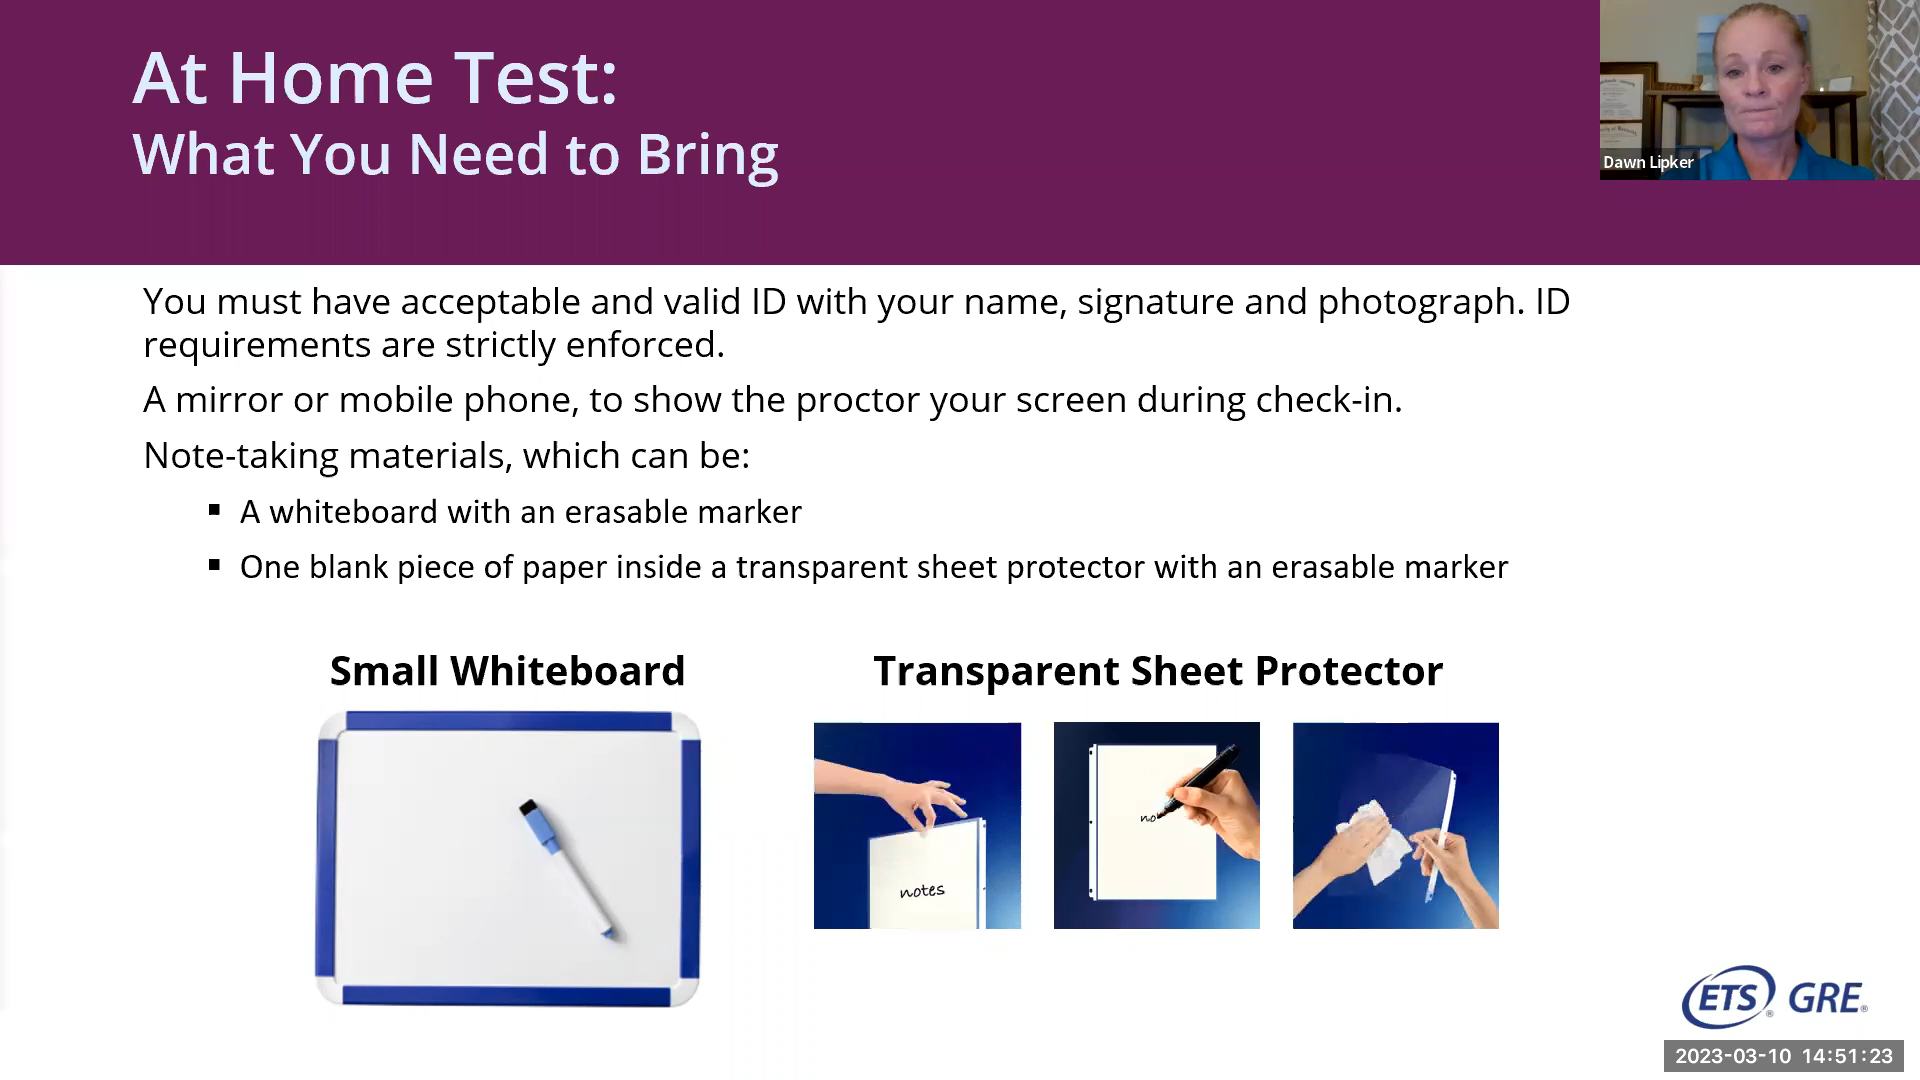 At Home Test:
What You Need to Bring
Dawn Lipker
You must have acceptable and valid ID with your name, signature and photograph. ID
requirements are strictly enforced.
A mirror or mobile phone, to show the proctor your screen during check-in.
Note-taking materials, which can be:
▪ A whiteboard with an erasable marker
▪ One blank piece of paper inside a transparent sheet protector with an erasable marker
Small Whiteboard
Transparent Sheet Protector
notes
no
ETS® GRE®
2023-03-10 14:51:23